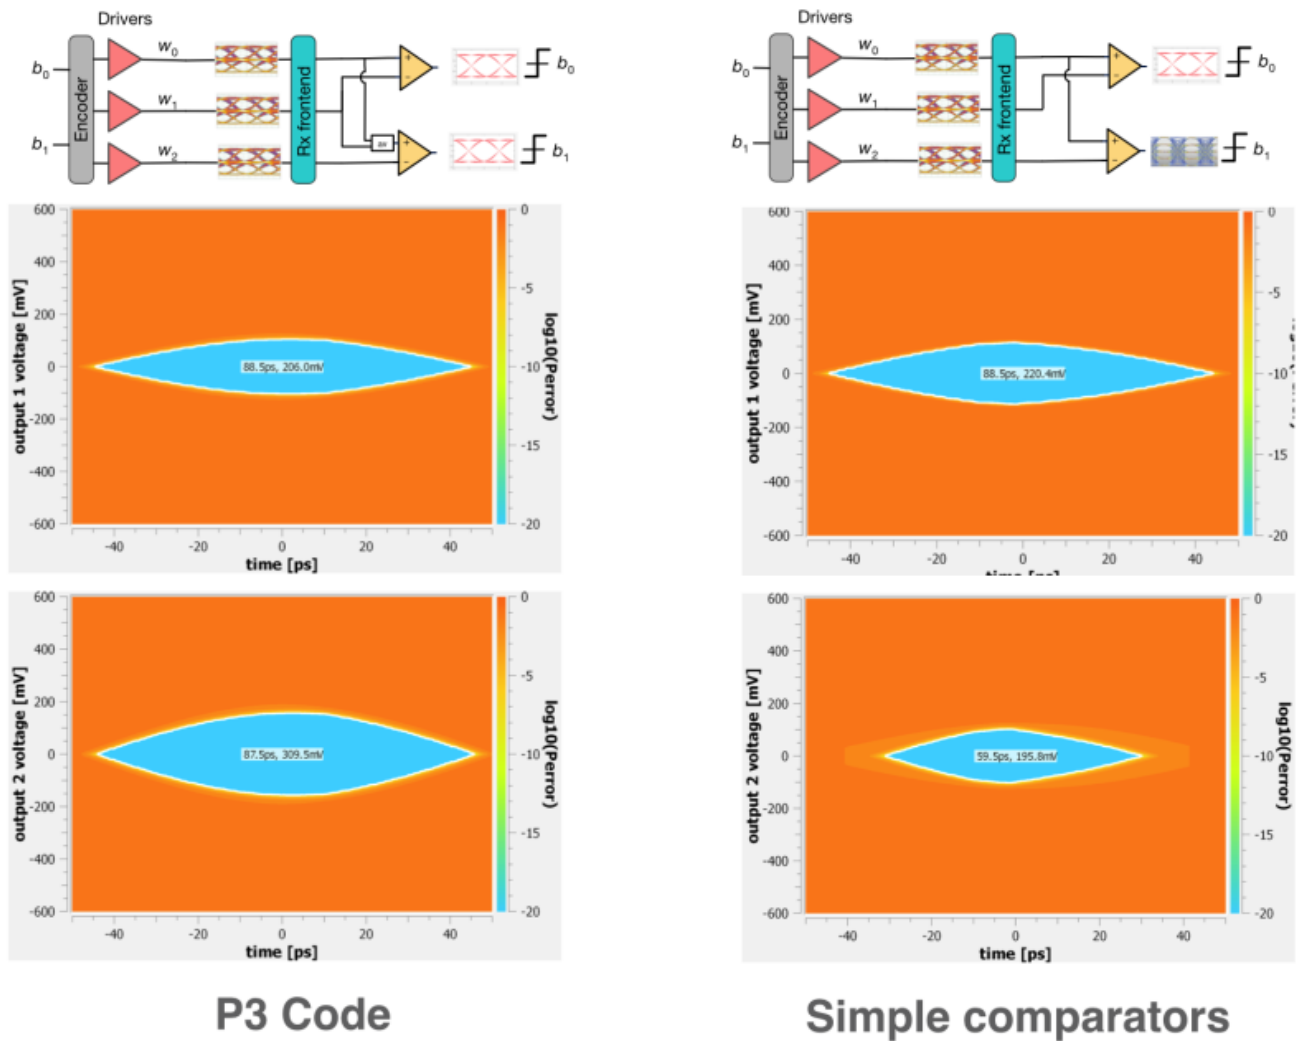 Drivers
b0
b1
Encoder
w0
w1
w2
Rx frontend
+
-
+
-
b0
b1
Drivers
b0
b1
Encoder
w0
w1
w2
Rx frontend
+
-
+
-
b0
b1
output 1 voltage [mV]
600
400
200
0
-200
-400
-600
88.5ps, 206.0mV
-40
-20
0
20
40
time [ps]
0
-5
-10
-15
-20
log10(Perror)
output 1 voltage [mV]
600
400
200
0
-200
-400
-600
88.5ps, 220.4mV
-40
-20
0
20
40
time [ps]
0
-5
-10
-15
-20
output 2 voltage [mV]
600
400
200
0
-200
-400
-600
87.5ps, 309.5mV
-40
-20
0
20
40
time [ps]
0
-5
-10
-15
-20
log10(Perror)
output 2 voltage [mV]
600
400
200
0
-200
-400
-600
59.5ps, 195.8mV
-40
-20
0
20
40
time [ps]
0
-5
-10
-15
-20
log10(Perror)
P3 Code
Simple comparators